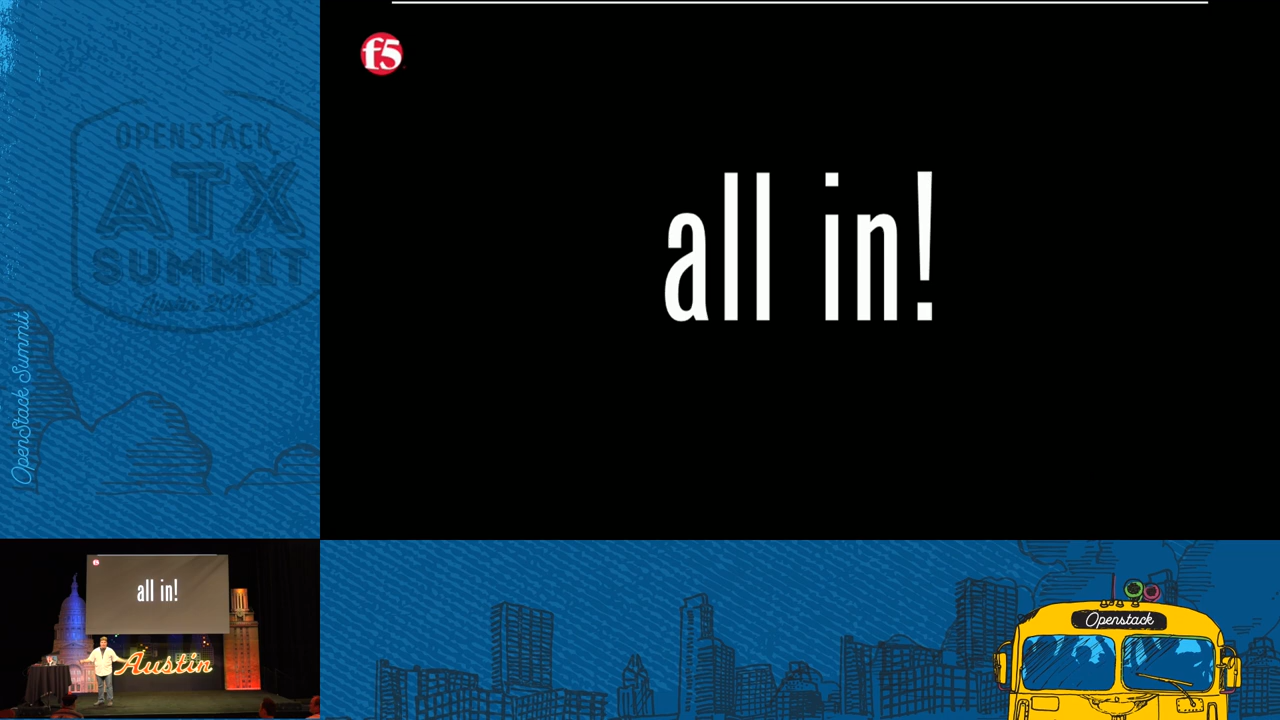 OPENSTACK
ATX
SUMMIT
Austin 2016
OpenStack Summit
f5
all in!
all in!
Austin
Openstack